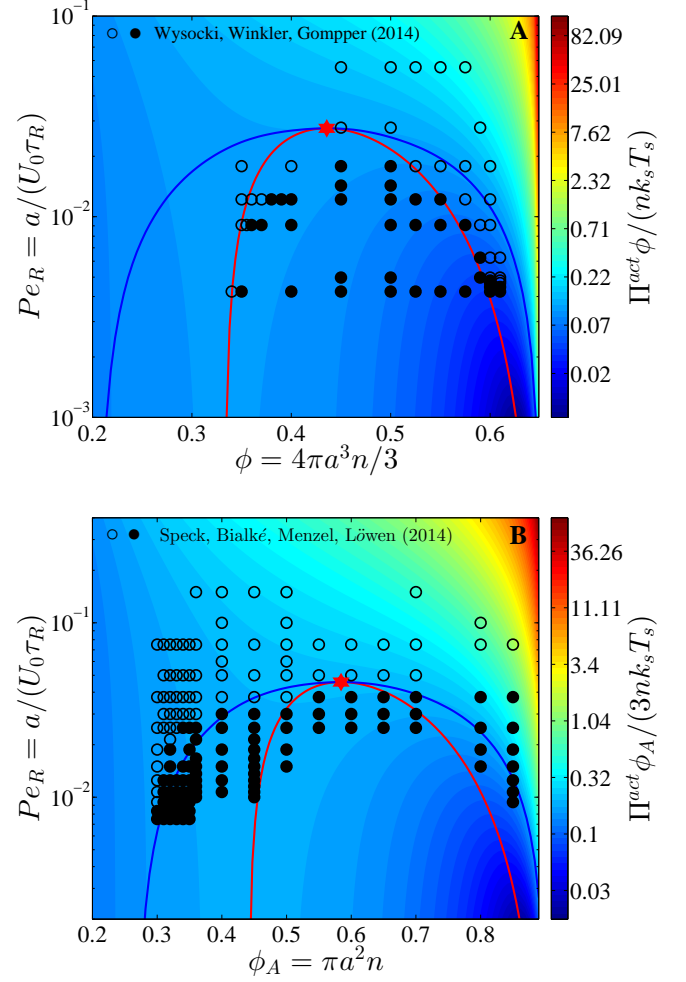 ○ ● Wysocki, Winkler, Gompper (2014)
A
10^{-1}
10^{-2}
10^{-3}
Pe_R = a/(U_0τ_R)
0.2 0.3 0.4 0.5 0.6
ϕ = 4πa^3n/3
82.09
25.01
7.62
2.32
0.71
0.22
0.07
0.02
Π^{act}ϕ/(nk_sT_s)
○ ● Speck, Bialké, Menzel, Löwen (2014)
B
10^{-1}
10^{-2}
Pe_R = a/(U_0τ_R)
0.2 0.3 0.4 0.5 0.6 0.7 0.8
ϕ_A = πa^2n
36.26
11.11
3.4
1.04
0.32
0.1
0.03
Π^{act}ϕ_A/(3nk_sT_s)